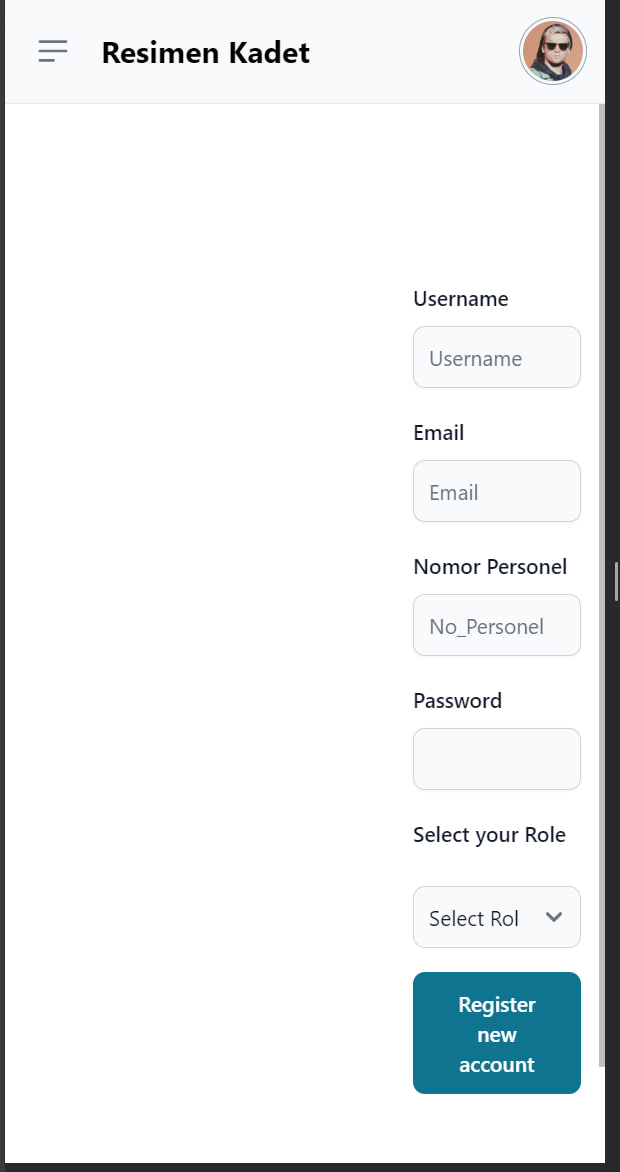 Resimen Kadet
Username
Username
Email
Email
Nomor Personel
No_Personel
Password
Select your Role
Select Rol
Register
new
account